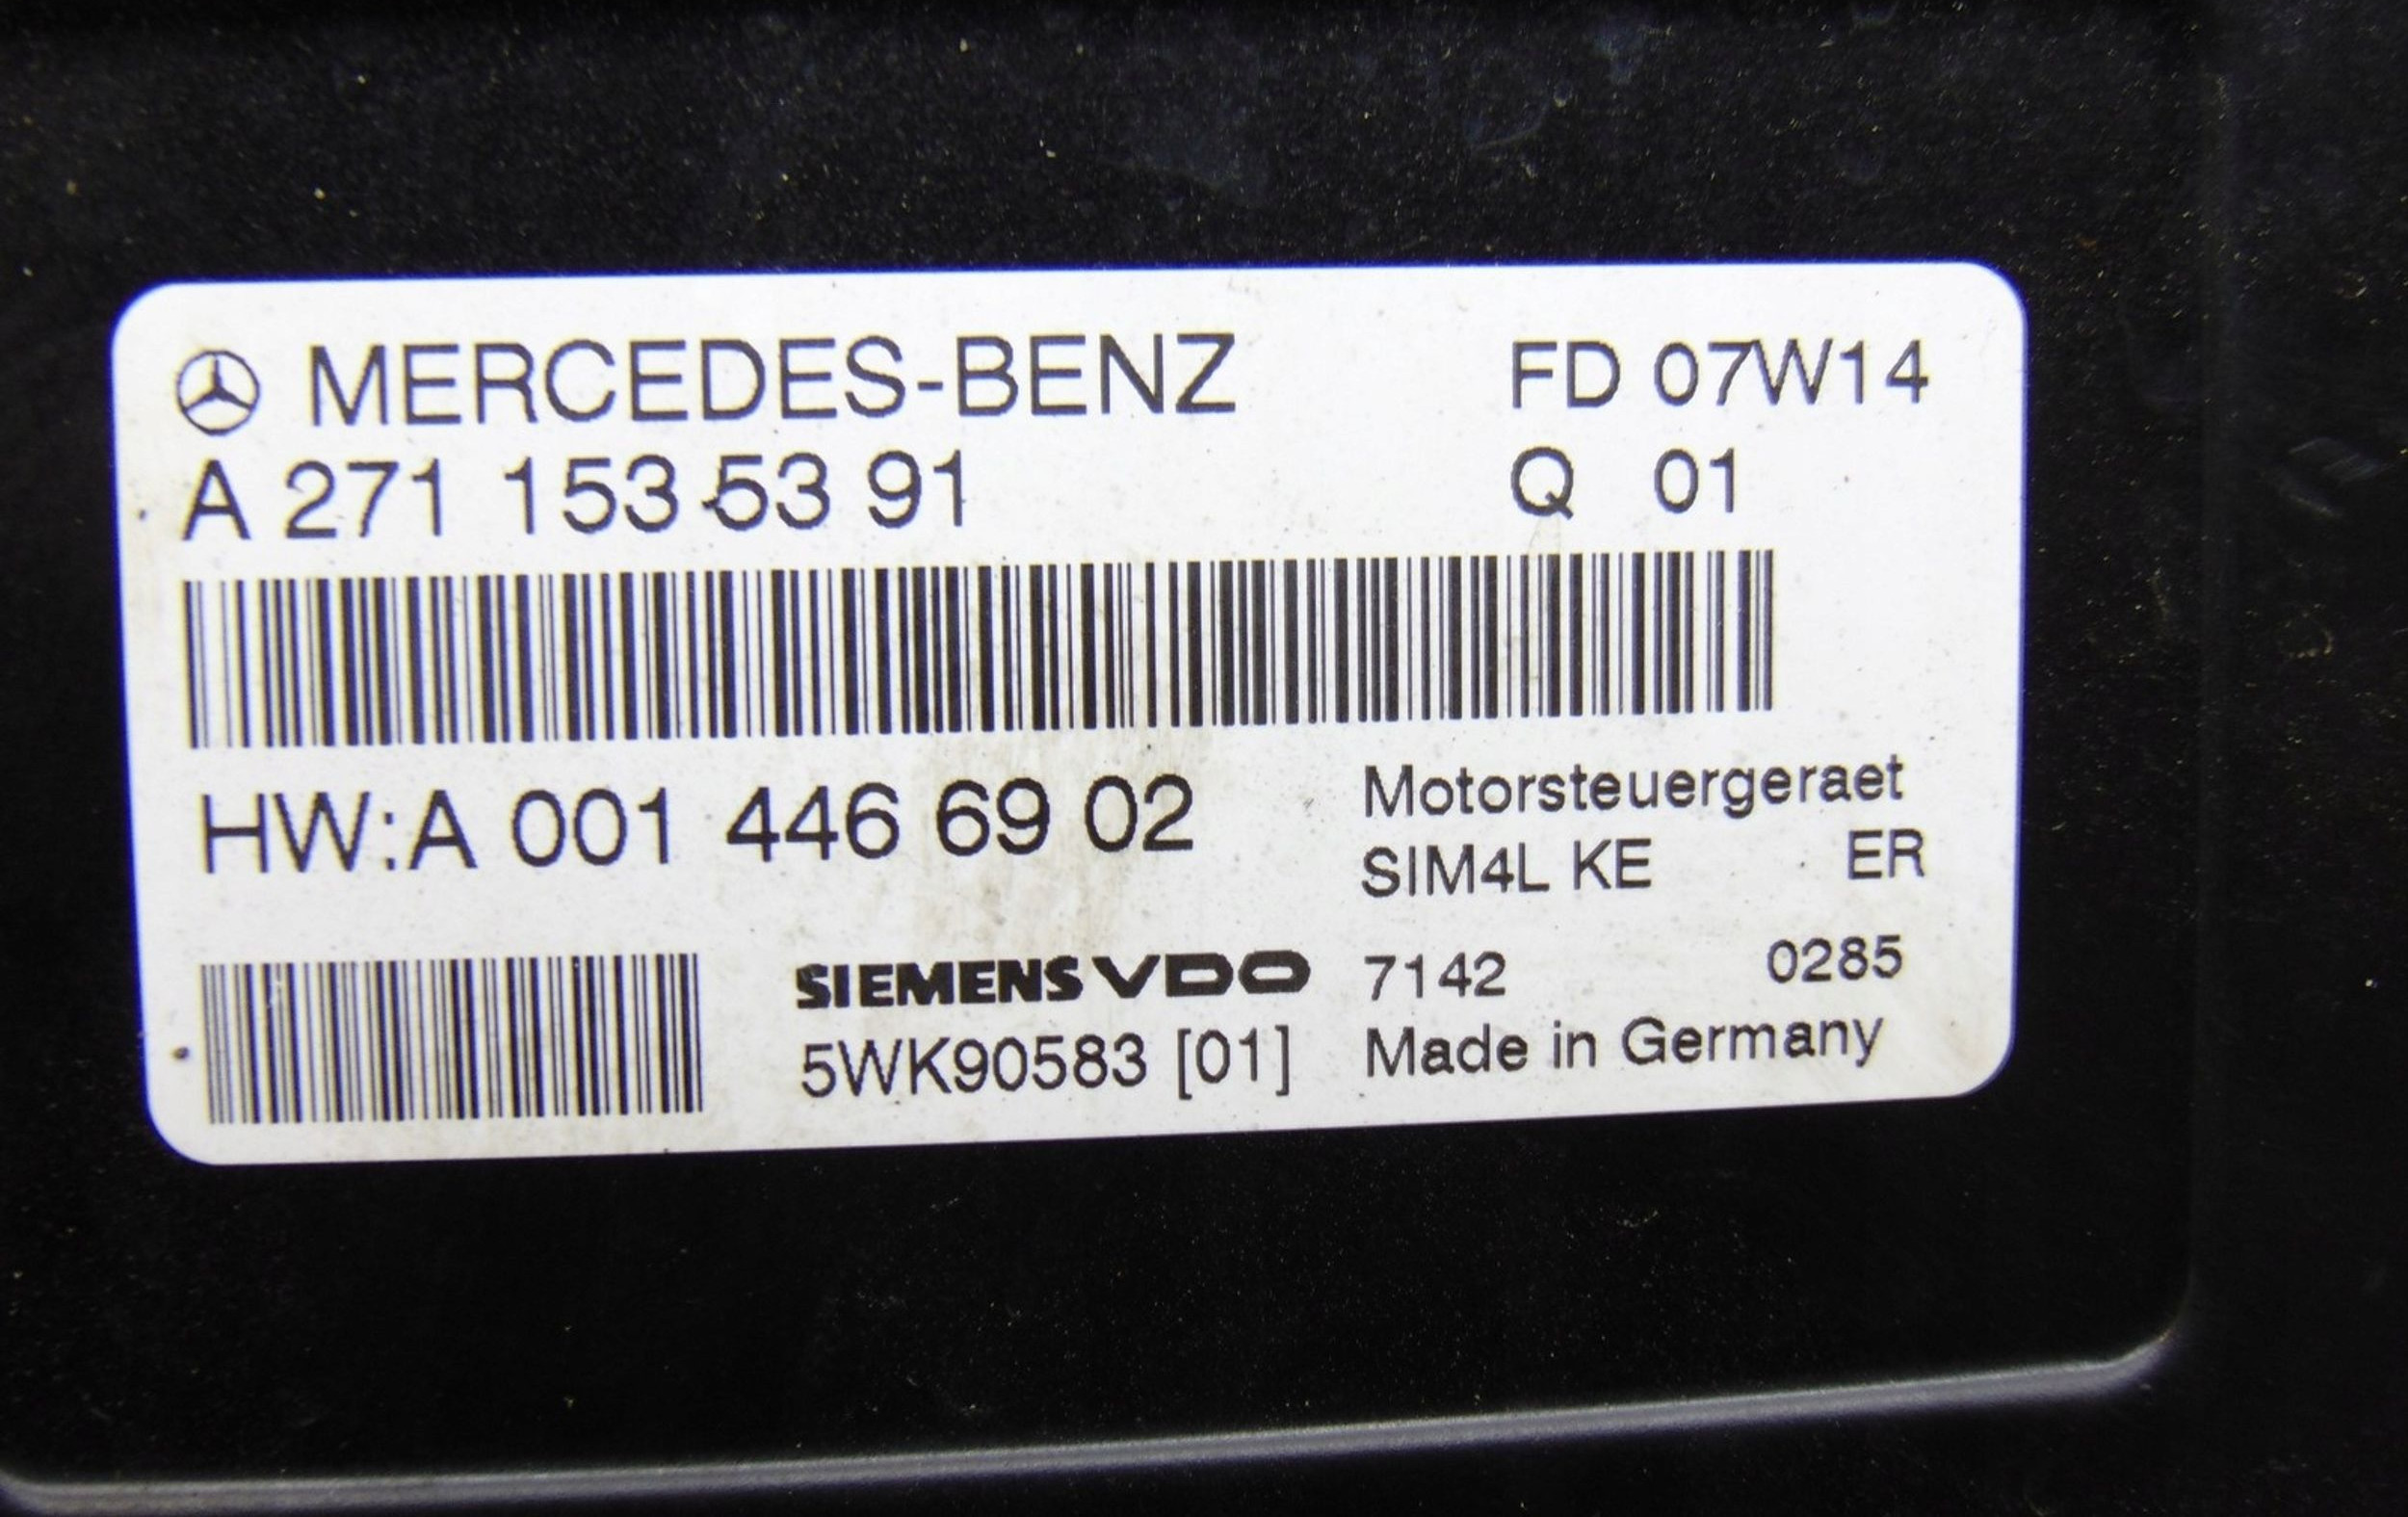 MERCEDES-BENZ FD 07W14
A 271 153 53 91 Q 01
HW:A 001 446 69 02 Motorsteuergeraet
SIM4L KE ER
SIEMENS VDO 7142 0285
5WK90583 [01] Made in Germany